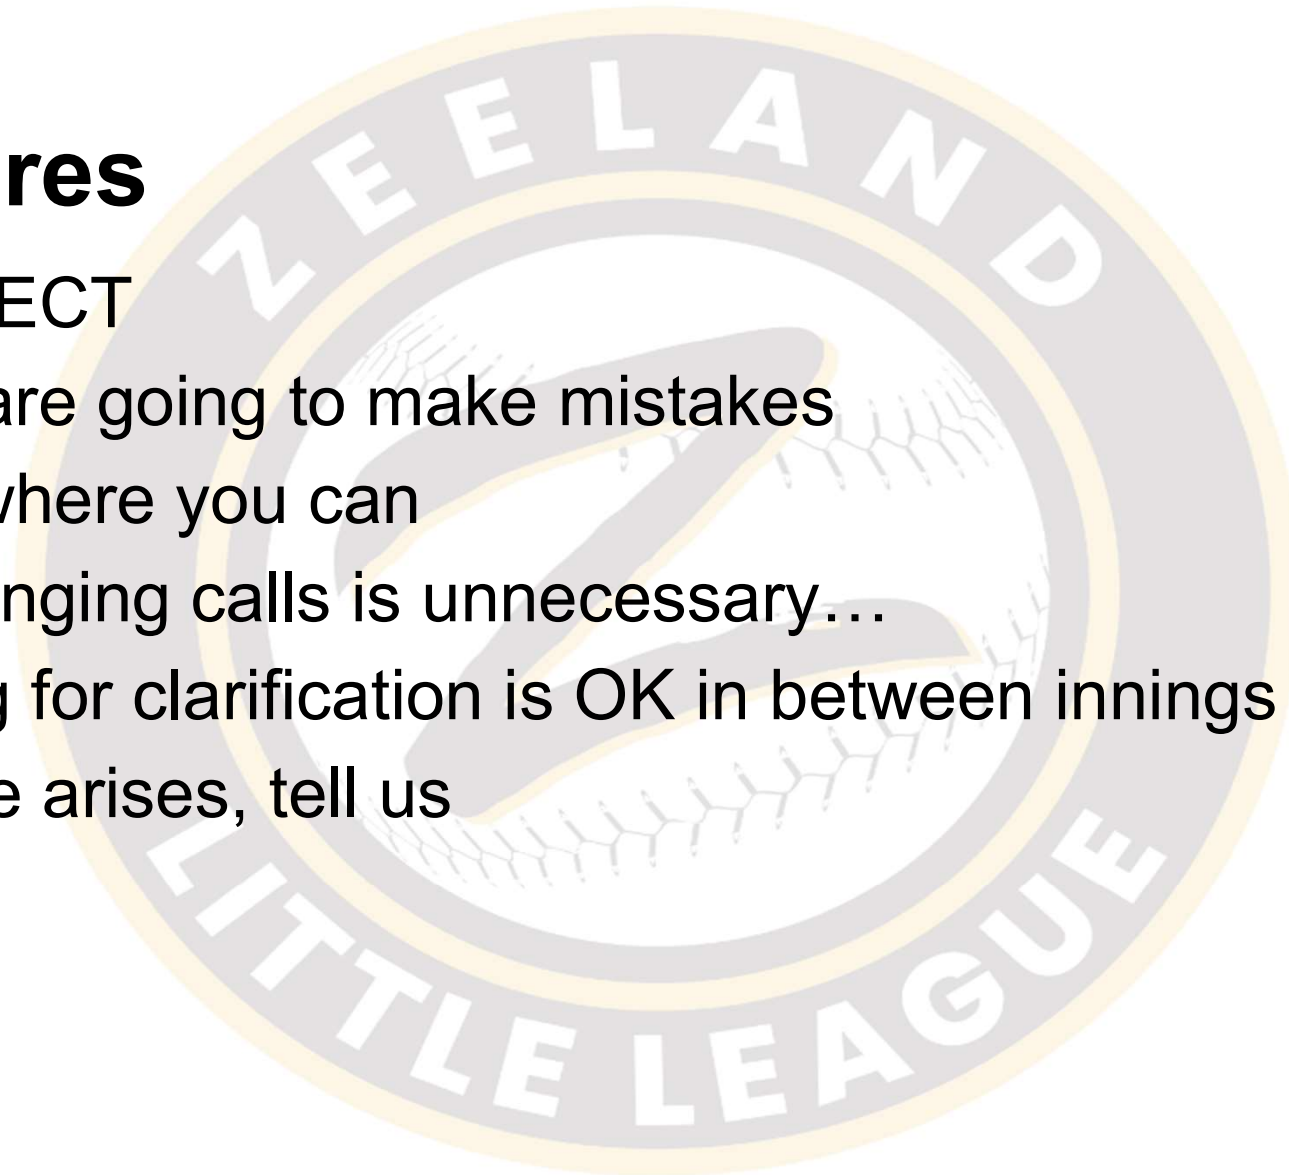 ZEELAND
res
ECT
are going to make mistakes
where you can
nging calls is unnecessary…
g for clarification is OK in between innings
e arises, tell us
LITTLE LEAGUE